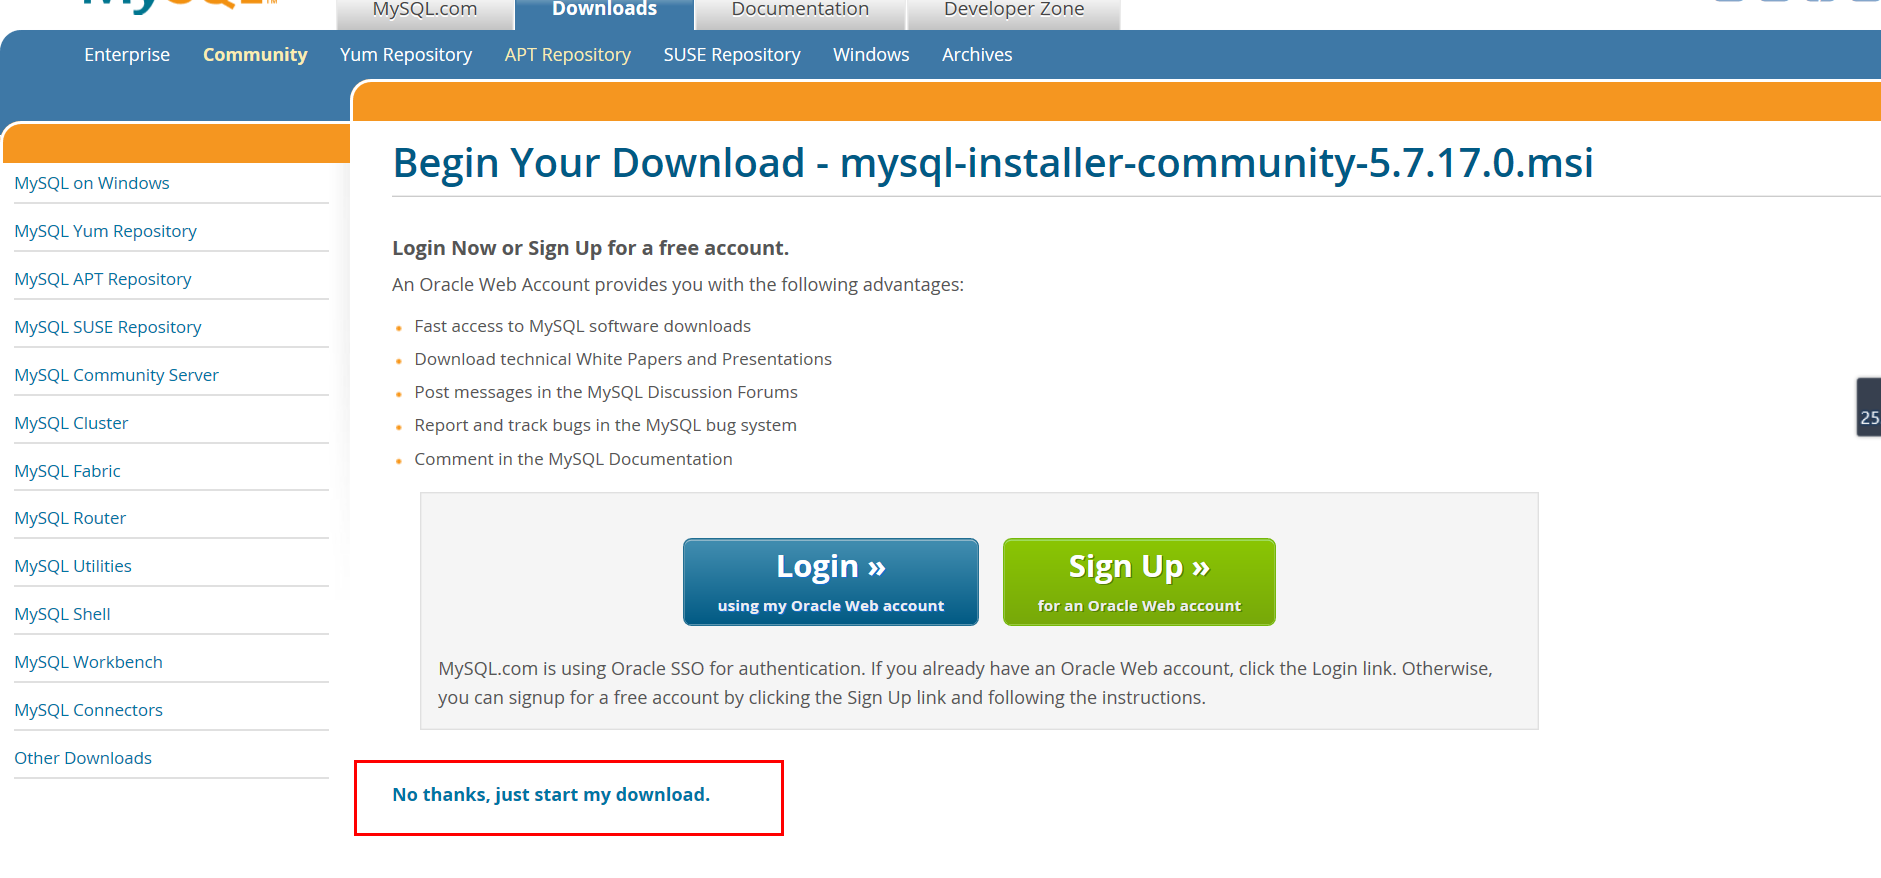 MySQL™
MySQL.com
Downloads
Documentation
Developer Zone
Enterprise
Community
Yum Repository
APT Repository
SUSE Repository
Windows
Archives
MySQL on Windows
MySQL Yum Repository
MySQL APT Repository
MySQL SUSE Repository
MySQL Community Server
MySQL Cluster
MySQL Fabric
MySQL Router
MySQL Utilities
MySQL Shell
MySQL Workbench
MySQL Connectors
Other Downloads
Begin Your Download - mysql-installer-community-5.7.17.0.msi
Login Now or Sign Up for a free account.
An Oracle Web Account provides you with the following advantages:
Fast access to MySQL software downloads
Download technical White Papers and Presentations
Post messages in the MySQL Discussion Forums
Report and track bugs in the MySQL bug system
Comment in the MySQL Documentation
Login »
using my Oracle Web account
Sign Up »
for an Oracle Web account
MySQL.com is using Oracle SSO for authentication. If you already have an Oracle Web account, click the Login link. Otherwise,
you can signup for a free account by clicking the Sign Up link and following the instructions.
No thanks, just start my download.
25